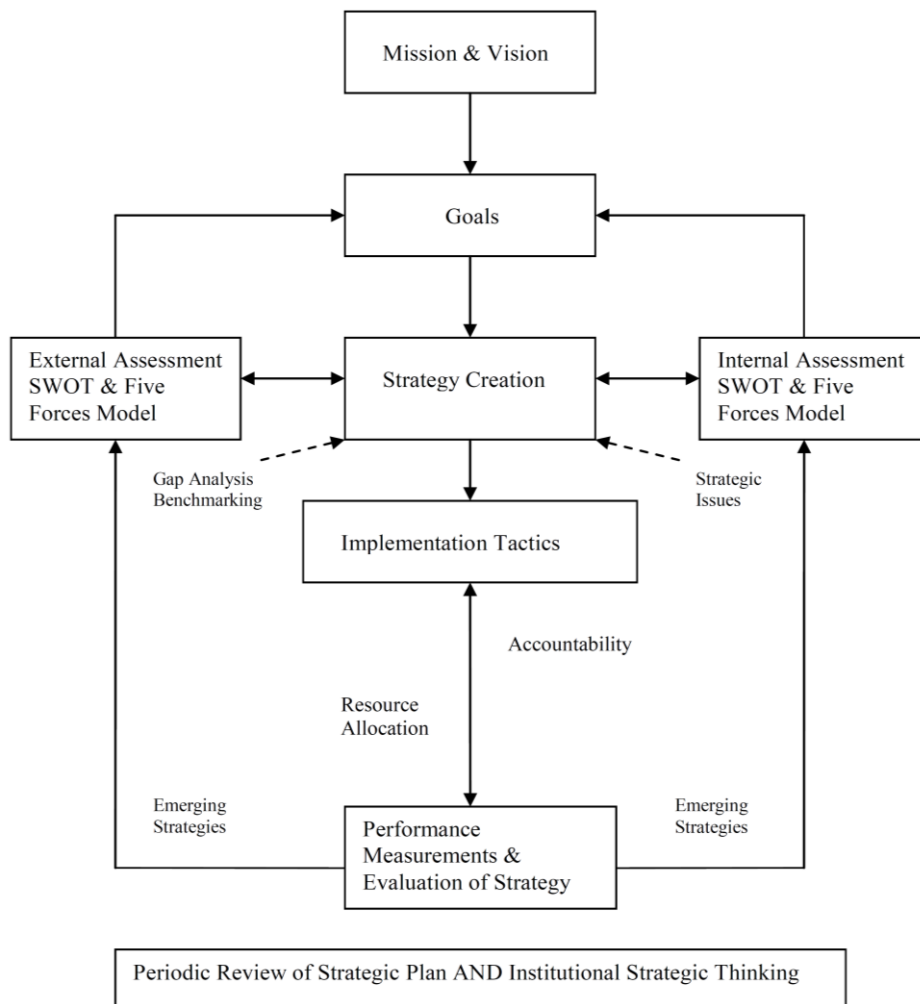 Mission & Vision
Goals
External Assessment
SWOT & Five
Forces Model
Strategy Creation
Internal Assessment
SWOT & Five
Forces Model
Gap Analysis
Benchmarking
Strategic
Issues
Implementation Tactics
Accountability
Resource
Allocation
Emerging
Strategies
Performance
Measurements &
Evaluation of Strategy
Emerging
Strategies
Periodic Review of Strategic Plan AND Institutional Strategic Thinking